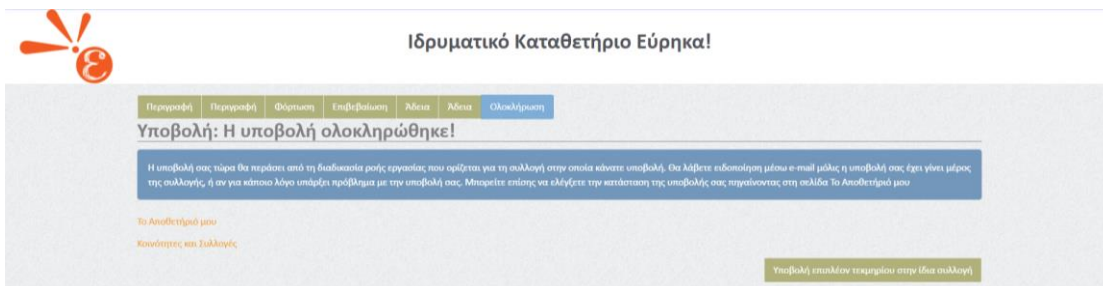 Ιδρυματικό Καταθετήριο Εύρηκα!
ε
Περιγραφή Περιγραφή Φόρτωση Επιβεβαίωση Άδεια Άδεια Ολοκλήρωση
Υποβολή: Η υποβολή ολοκληρώθηκε!
Η υποβολή σας τώρα θα περάσει από τη διαδικασία ροής εργασίας που ορίζεται για τη συλλογή στην οποία κάνατε υποβολή. Θα λάβετε ειδοποίηση μέσω e-mail μόλις η υποβολή σας έχει γίνει μέρος
της συλλογής, ή αν για κάποιο λόγο υπάρξει πρόβλημα με την υποβολή σας. Μπορείτε επίσης να ελέγξετε την κατάσταση της υποβολής σας πηγαίνοντας στη σελίδα Το Αποθετήριό μου
Το Αποθετήριό μου
Κοινότητες και Συλλογές
Υποβολή επιπλέον τεκμηρίου στην ίδια συλλογή